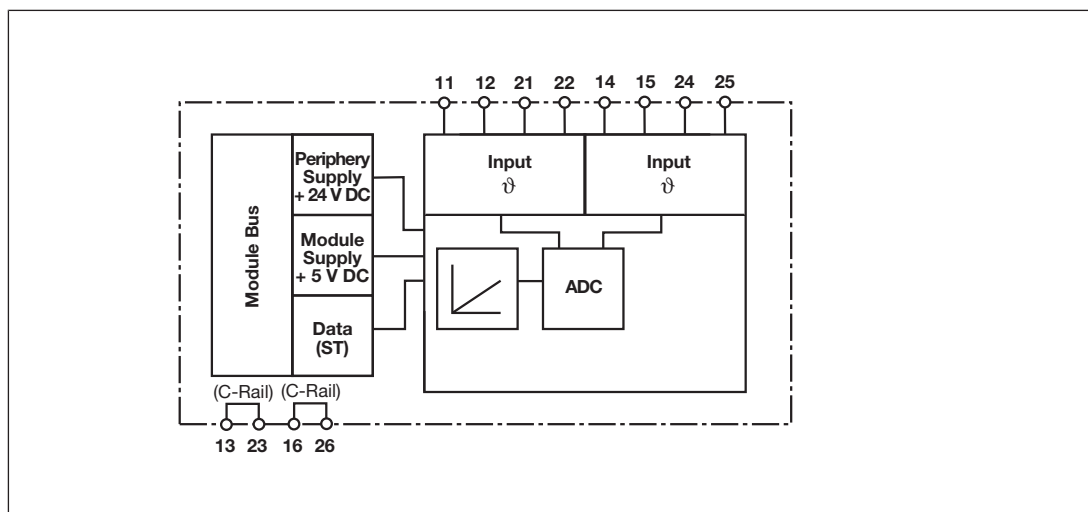 11 12 21 22 14 15 24 25
Module Bus
Periphery
Supply
+ 24 V DC
Module
Supply
+ 5 V DC
Data
(ST)
Input
ϑ
Input
ϑ
ADC
(C-Rail) (C-Rail)
13 23 16 26